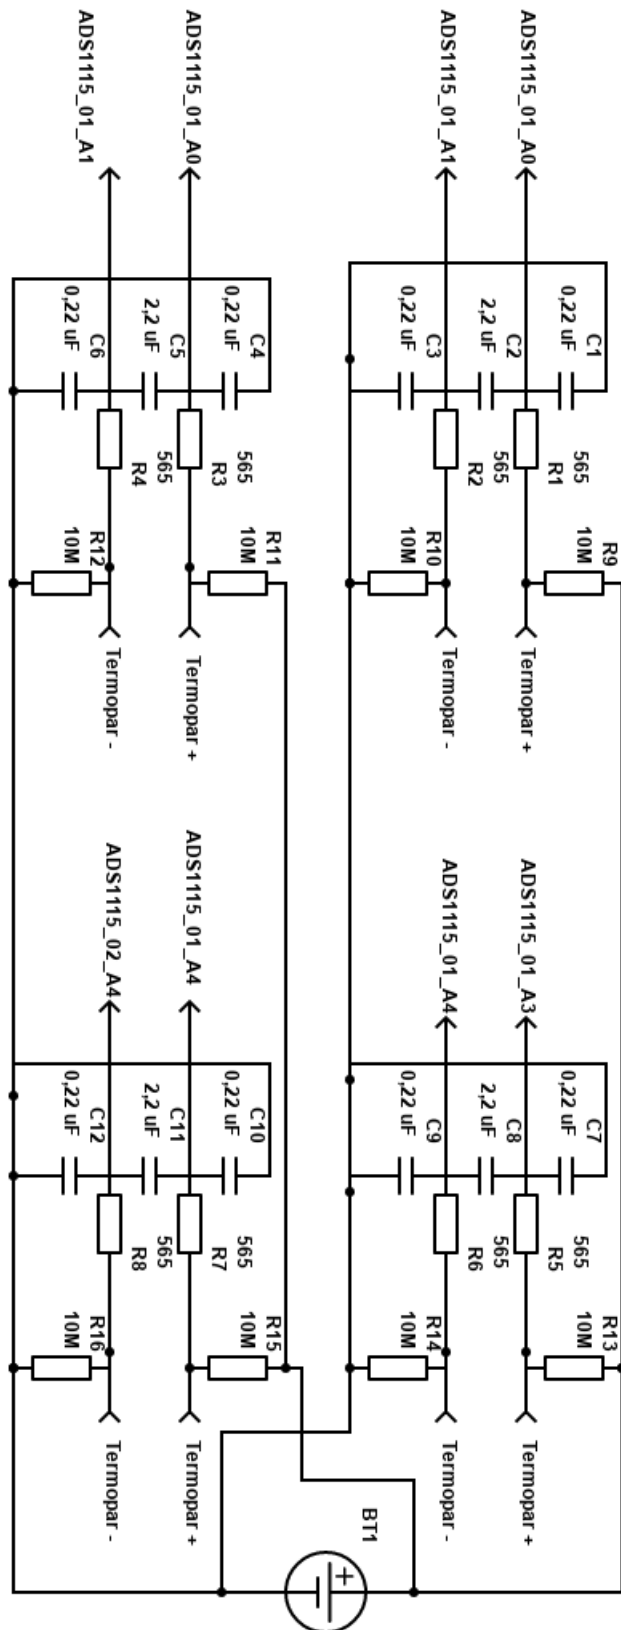 ADS1115_01_A0
ADS1115_01_A1
C1
0,22 uF
C2
2,2 uF
C3
0,22 uF
565
R1
565
R2
R9
10M
R10
10M
Termopar +
Termopar -
ADS1115_01_A3
ADS1115_01_A4
C7
0,22 uF
C8
2,2 uF
C9
0,22 uF
565
R5
565
R6
R13
10M
R14
10M
Termopar +
Termopar -
BT1
ADS1115_01_A0
ADS1115_01_A1
C4
0,22 uF
C5
2,2 uF
C6
0,22 uF
565
R3
565
R4
R11
10M
R12
10M
Termopar +
Termopar -
ADS1115_01_A4
ADS1115_02_A4
C10
0,22 uF
C11
2,2 uF
C12
0,22 uF
565
R7
565
R8
R15
10M
R16
10M
Termopar +
Termopar -